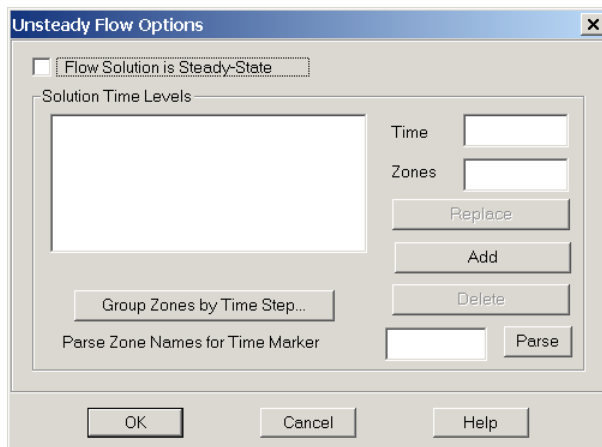 Unsteady Flow Options
Flow Solution is Steady-State
Solution Time Levels
Time
Zones
Replace
Add
Delete
Group Zones by Time Step...
Parse Zone Names for Time Marker
Parse
OK
Cancel
Help